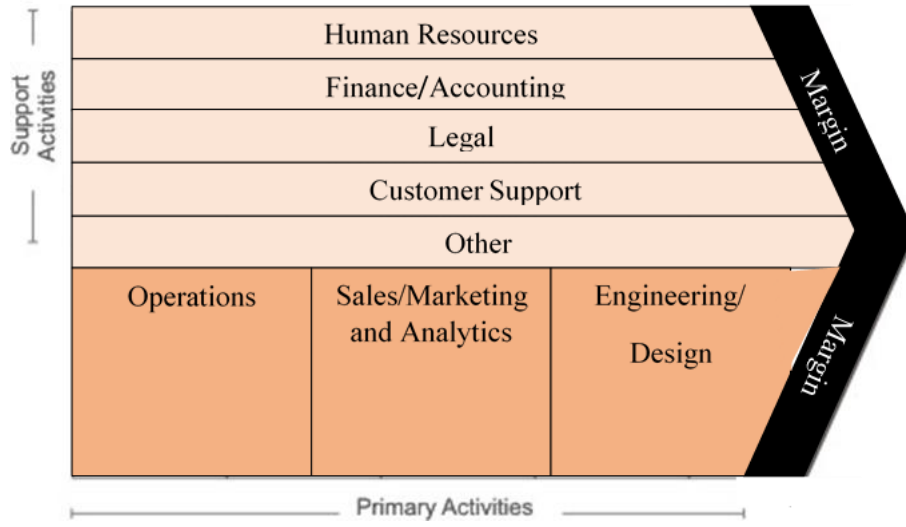 Support
Activities
Human Resources
Finance/Accounting
Legal
Customer Support
Other
Margin
Operations
Sales/Marketing
and Analytics
Engineering/
Design
Margin
Primary Activities